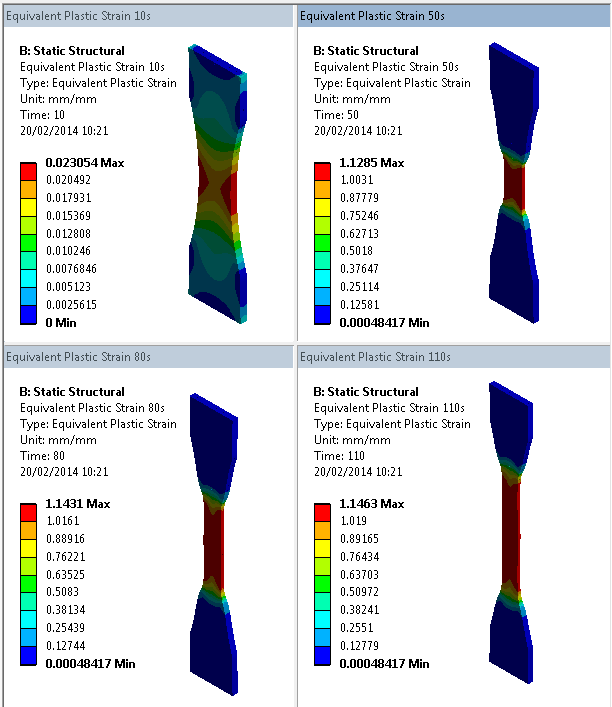 Equivalent Plastic Strain 10s
B: Static Structural
Equivalent Plastic Strain 10s
Type: Equivalent Plastic Strain
Unit: mm/mm
Time: 10
20/02/2014 10:21
0.023054 Max
0.020492
0.017931
0.015369
0.012808
0.010246
0.0076846
0.005123
0.0025615
0 Min
Equivalent Plastic Strain 50s
B: Static Structural
Equivalent Plastic Strain 50s
Type: Equivalent Plastic Strain
Unit: mm/mm
Time: 50
20/02/2014 10:21
1.1285 Max
1.0031
0.87779
0.75246
0.62713
0.5018
0.37647
0.25114
0.12581
0.00048417 Min
Equivalent Plastic Strain 80s
B: Static Structural
Equivalent Plastic Strain 80s
Type: Equivalent Plastic Strain
Unit: mm/mm
Time: 80
20/02/2014 10:21
1.1431 Max
1.0161
0.88916
0.76221
0.63525
0.5083
0.38134
0.25439
0.12744
0.00048417 Min
Equivalent Plastic Strain 110s
B: Static Structural
Equivalent Plastic Strain 110s
Type: Equivalent Plastic Strain
Unit: mm/mm
Time: 110
20/02/2014 10:21
1.1463 Max
1.019
0.89165
0.76434
0.63703
0.50972
0.38241
0.2551
0.12779
0.00048417 Min